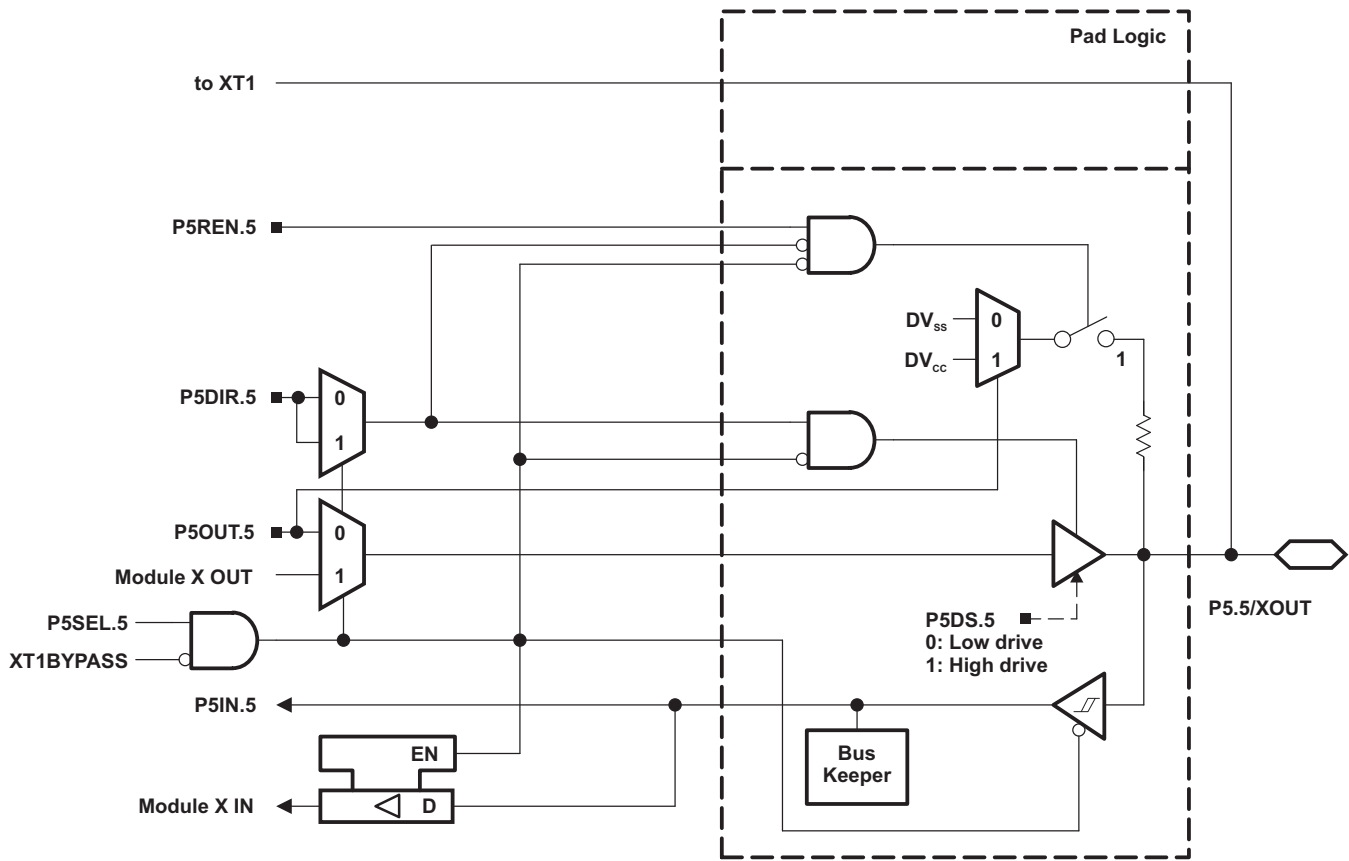 Pad Logic
to XT1
P5REN.5
DVss
0
DVcc
1
1
P5DIR.5
0
1
P5OUT.5
0
Module X OUT
1
P5SEL.5
XT1BYPASS
P5DS.5
0: Low drive
1: High drive
P5.5/XOUT
P5IN.5
Bus
Keeper
EN
Module X IN
D